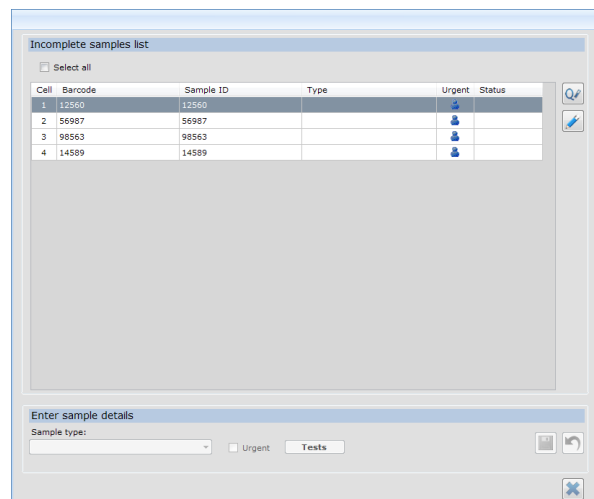 Incomplete samples list
Select all
Cell Barcode Sample ID Type Urgent Status
1 12560 12560
2 56987 56987
3 98563 98563
4 14589 14589
Enter sample details
Sample type:
Urgent Tests